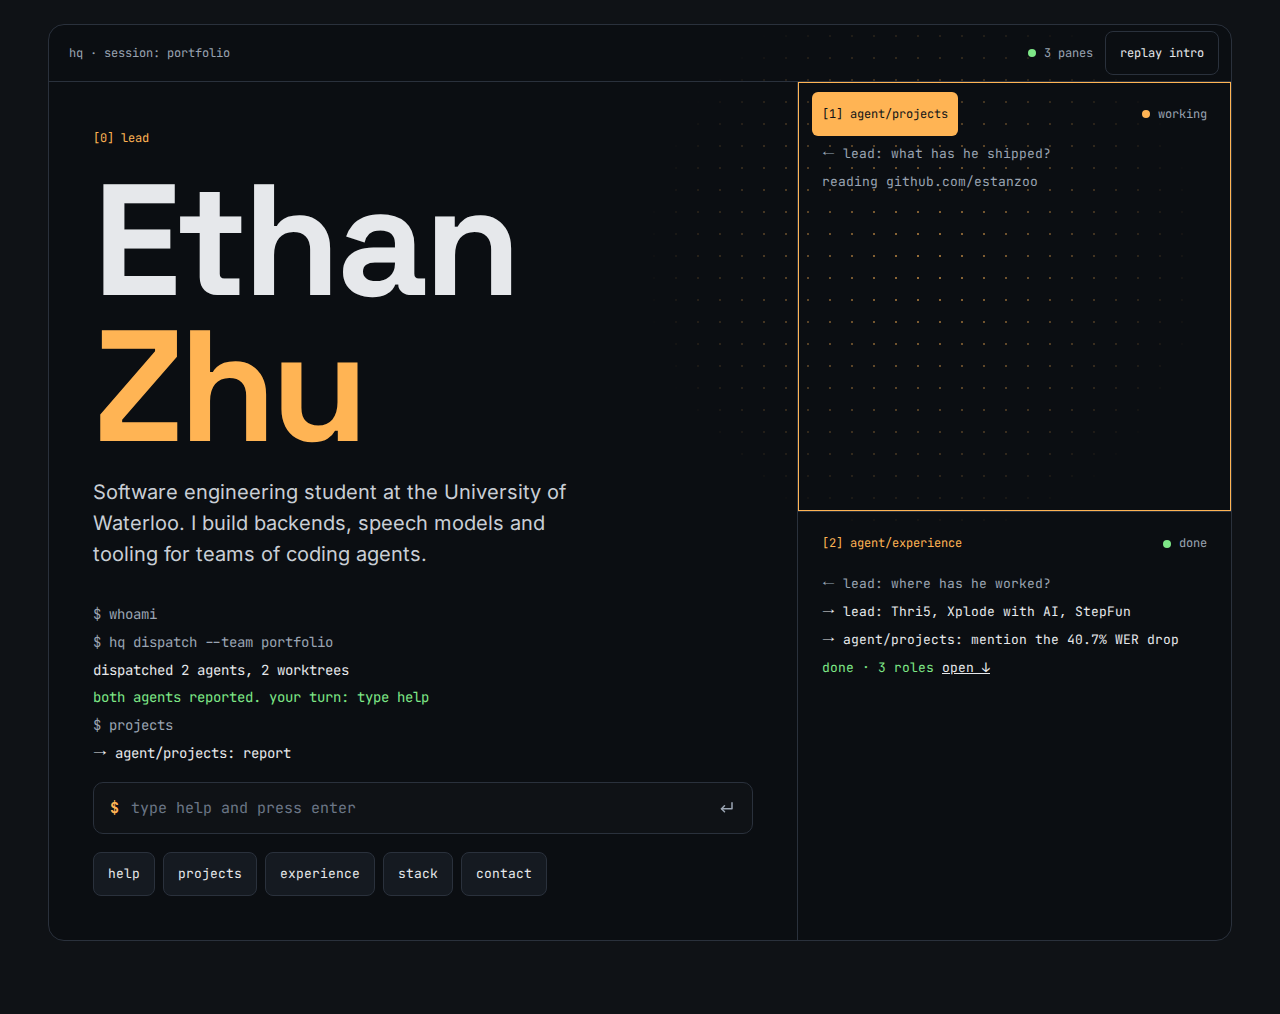 hq · session: portfolio
3 panes
replay intro
[0] lead
Ethan
Zhu
Software engineering student at the University of
Waterloo. I build backends, speech models and
tooling for teams of coding agents.
$ whoami
$ hq dispatch --team portfolio
dispatched 2 agents, 2 worktrees
both agents reported. your turn: type help
$ projects
→ agent/projects: report
$ type help and press enter ↵
help
projects
experience
stack
contact
[1] agent/projects
working
← lead: what has he shipped?
reading github.com/estanzoo
[2] agent/experience
done
← lead: where has he worked?
→ lead: Thri5, Xplode with AI, StepFun
→ agent/projects: mention the 40.7% WER drop
done · 3 roles open ↓